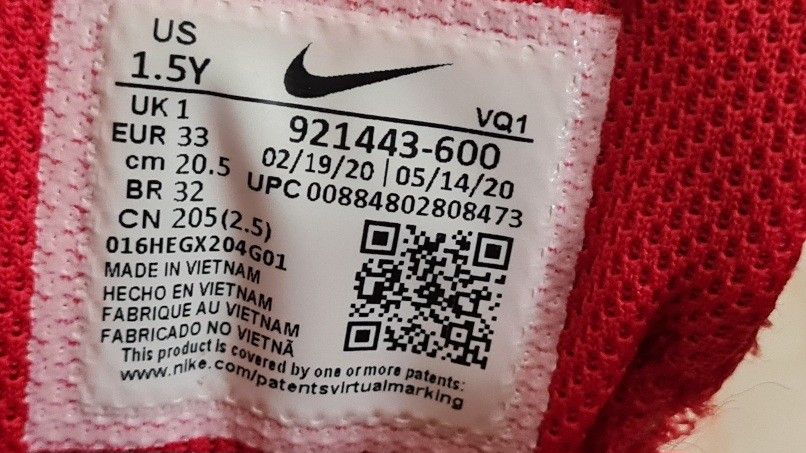 US
1.5Y
VQ1
UK 1
921443-600
EUR 33
02/19/20 | 05/14/20
cm 20.5
UPC 00884802808473
BR 32
CN 205(2.5)
016HEGX204G01
MADE IN VIETNAM
HECHO EN VIETNAM
FABRIQUE AU VIETNAM
FABRICADO NO VIETNÃ
This product is covered by one or more patents:
www.nike.com/patentsvirtualmarking